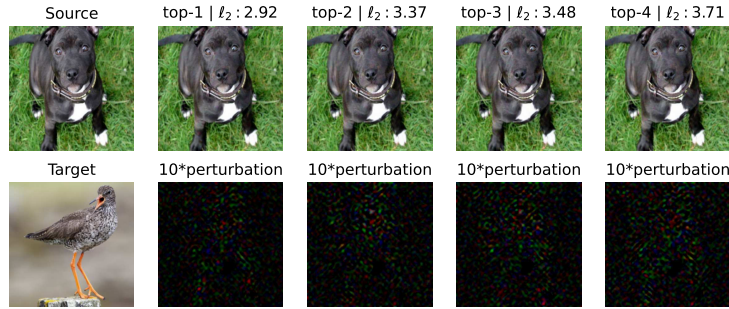 Source
top-1 | ℓ₂ : 2.92
top-2 | ℓ₂ : 3.37
top-3 | ℓ₂ : 3.48
top-4 | ℓ₂ : 3.71
Target
10*perturbation
10*perturbation
10*perturbation
10*perturbation